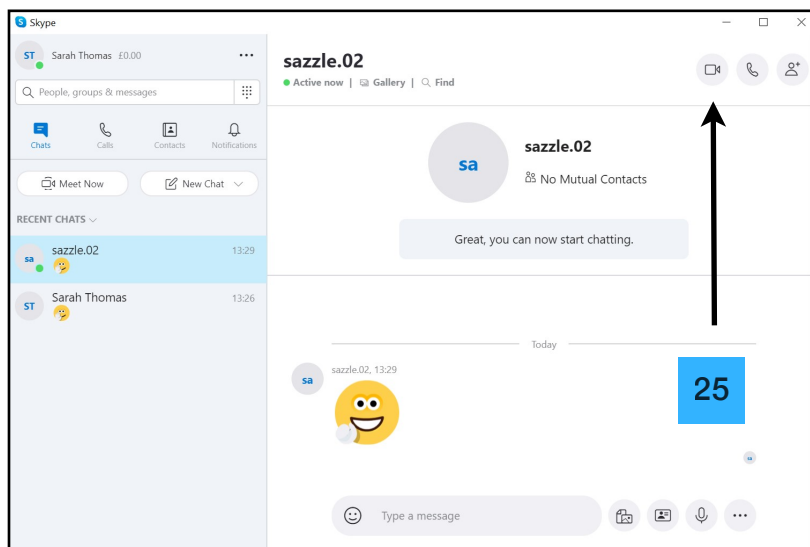 Skype
ST Sarah Thomas £0.00
People, groups & messages
Chats Calls Contacts Notifications
Meet Now New Chat
RECENT CHATS
sa sazzle.02 13:29
ST Sarah Thomas 13:26
sazzle.02
Active now | Gallery | Find
sa
sazzle.02
No Mutual Contacts
Great, you can now start chatting.
Today
sazzle.02, 13:29
sa
25
sa
Type a message